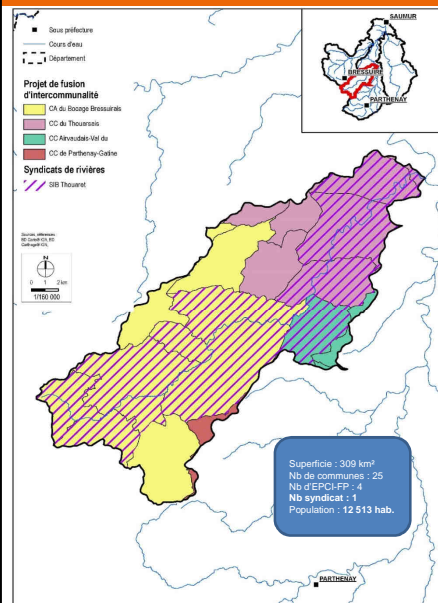 Sous préfecture
Cours d'eau
Département
Projet de fusion
d'intercommunalité
CA du Bocage Bressuirais
CC du Thouarsais
CC Airvaudais-Val du
CC de Parthenay-Gatine
Syndicats de rivières
SIB Thouaret
N
0 1 2 km
1/160 000
SAUMUR
BRESSUIRE
PARTHENAY
Superficie : 309 km²
Nb de communes : 25
Nb d'EPCI-FP : 4
Nb syndicat : 1
Population : 12 513 hab.
PARTHENAY